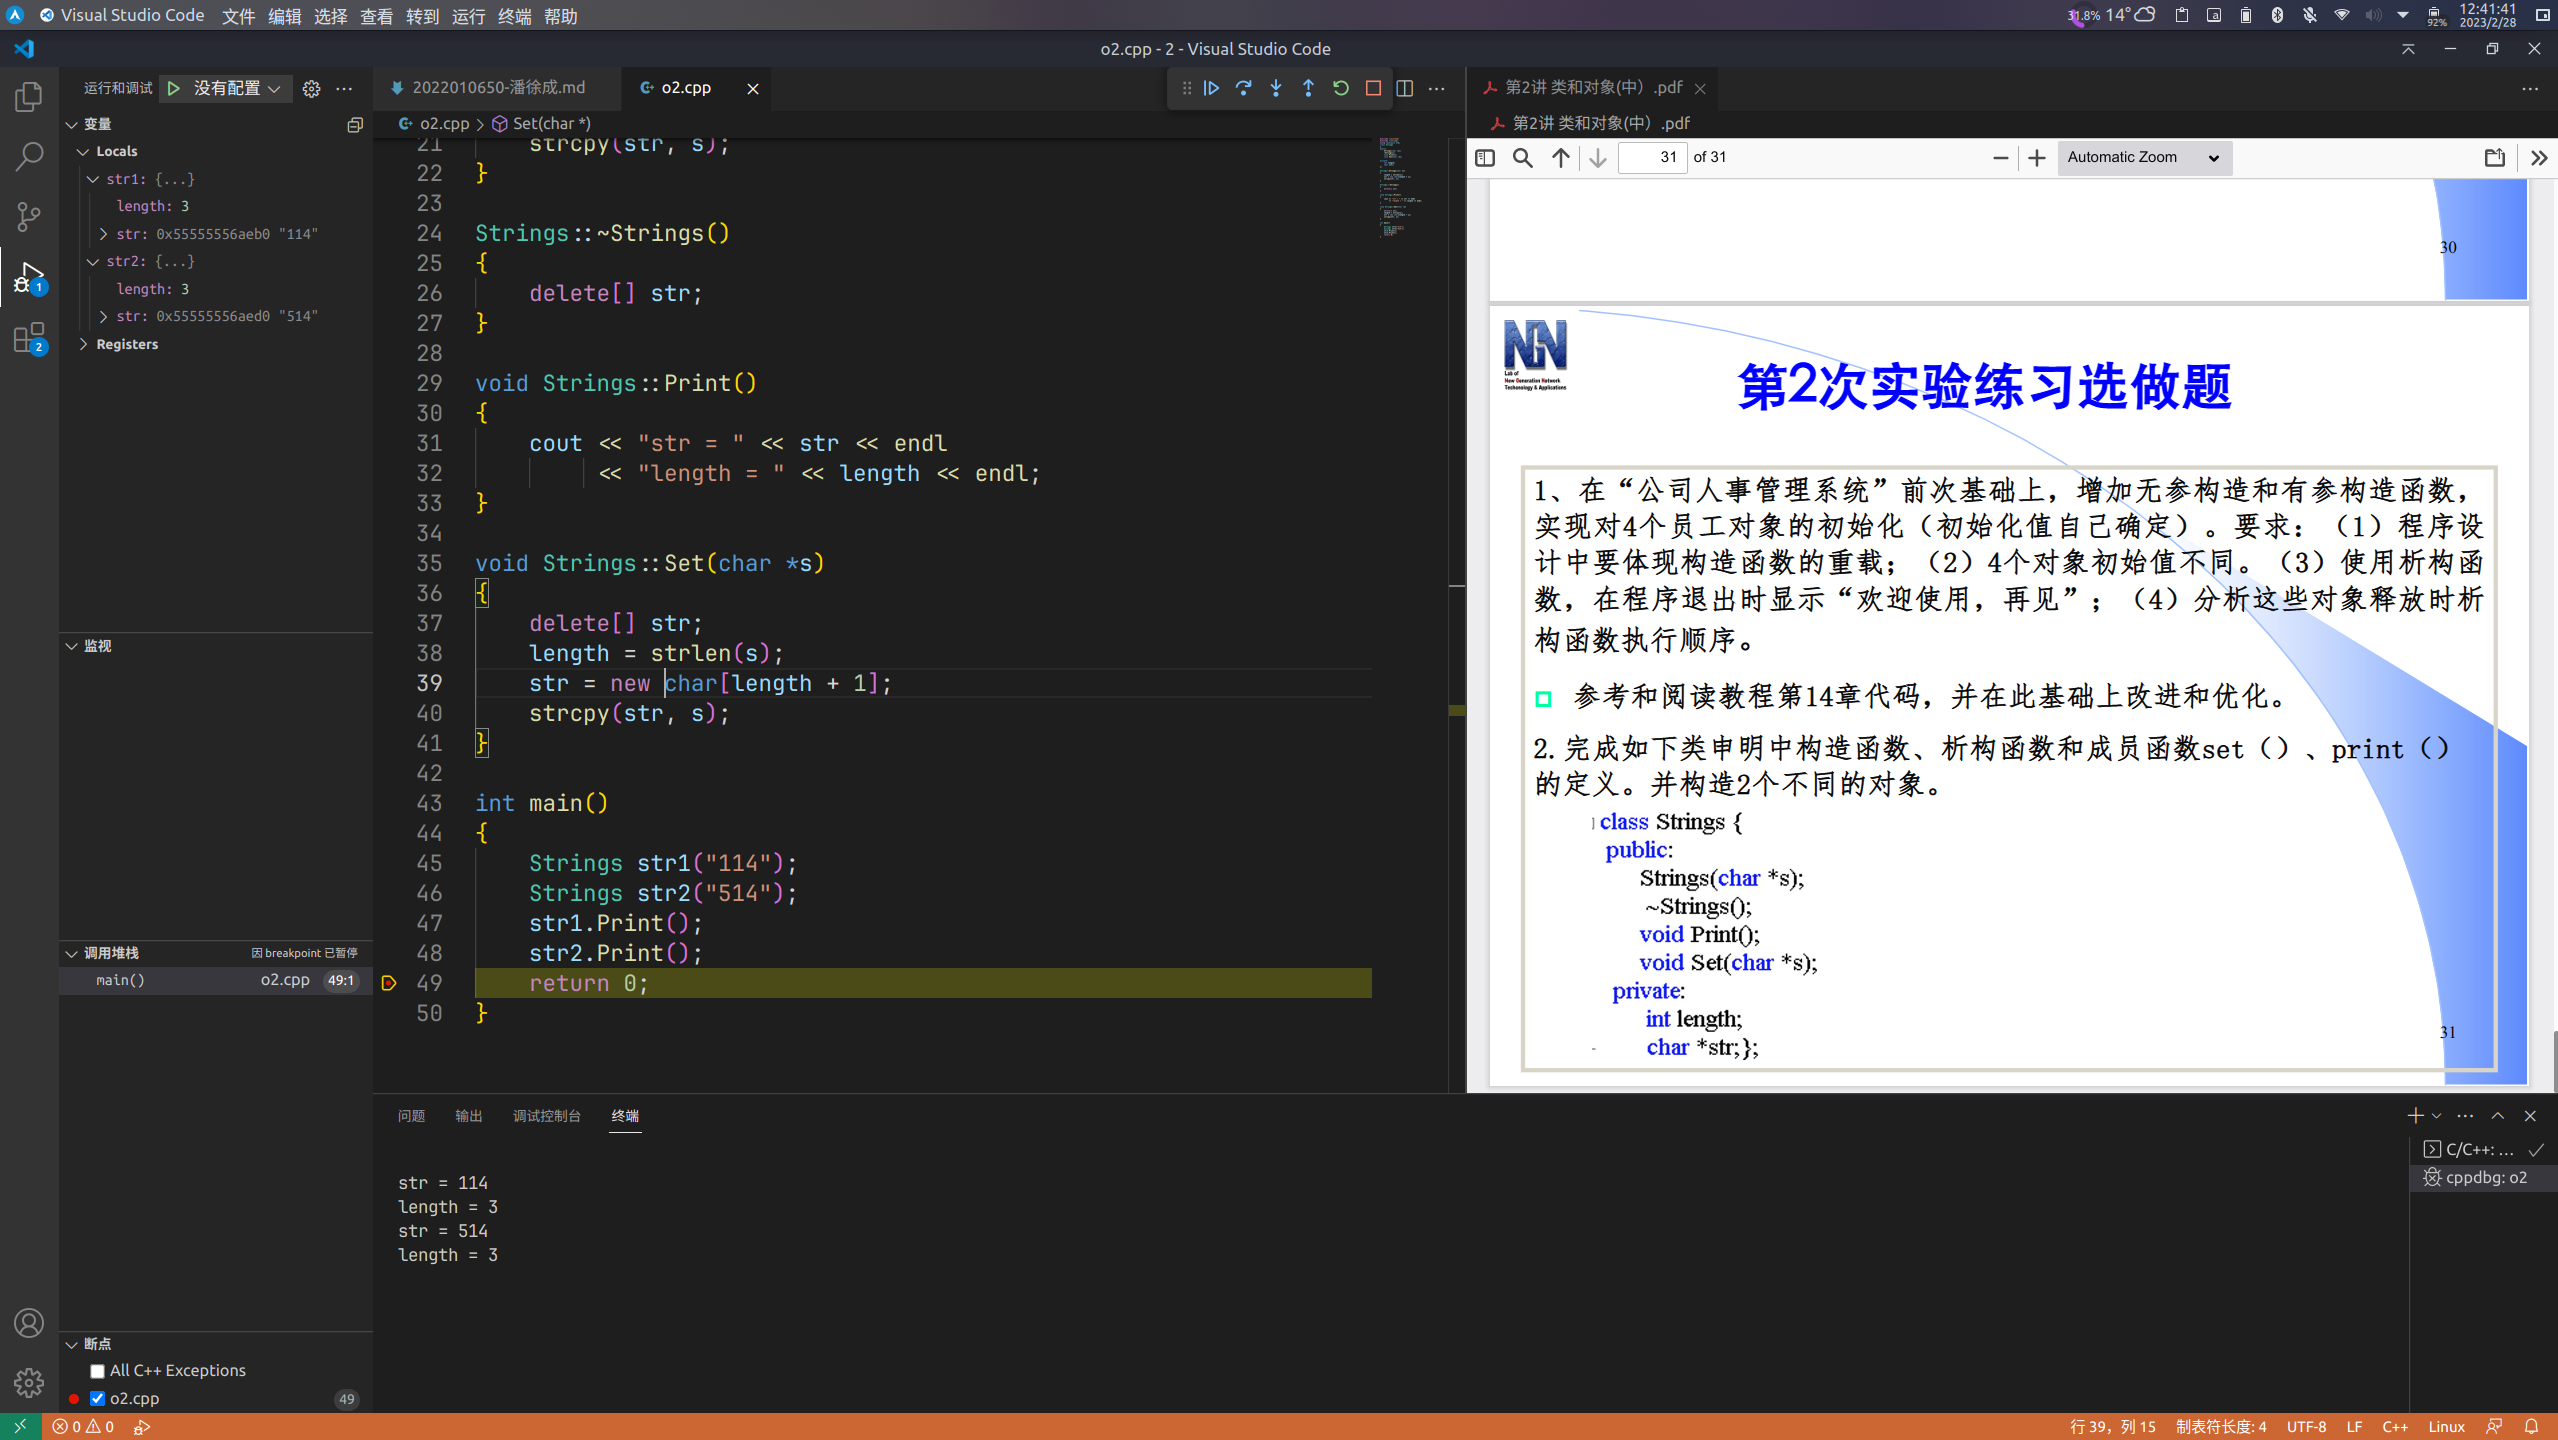 Visual Studio Code 文件 编辑 选择 查看 转到 运行 终端 帮助
31.8% 14° 92% 12:41:41
2023/2/28
o2.cpp - 2 - Visual Studio Code
运行和调试 没有配置
变量
Locals
str1: {...}
length: 3
str: 0x55555556aeb0 "114"
str2: {...}
length: 3
str: 0x55555556aed0 "514"
Registers
监视
调用堆栈 因 breakpoint 已暂停
main() o2.cpp 49:1
断点
All C++ Exceptions
o2.cpp 49
1
2
2022010650-潘徐成.md o2.cpp
o2.cpp Set(char *)
21 strcpy(str, s);
22 }
23
24 Strings::~Strings()
25 {
26 delete[] str;
27 }
28
29 void Strings::Print()
30 {
31 cout << "str = " << str << endl
32 << "length = " << length << endl;
33 }
34
35 void Strings::Set(char *s)
36 {
37 delete[] str;
38 length = strlen(s);
39 str = new char[length + 1];
40 strcpy(str, s);
41 }
42
43 int main()
44 {
45 Strings str1("114");
46 Strings str2("514");
47 str1.Print();
48 str2.Print();
49 return 0;
50 }
第2讲 类和对象(中) .pdf
第2讲 类和对象(中) .pdf
31 of 31 Automatic Zoom
30
NGN
Lab of
New Generation Network
Techonology & Applications
第2次实验练习选做题
1、在“公司人事管理系统”前次基础上，增加无参构造和有参构造函数，
实现对4个员工对象的初始化（初始化值自己确定）。要求：（1）程序设
计中要体现构造函数的重载；（2）4个对象初始值不同。（3）使用析构函
数，在程序退出时显示“欢迎使用，再见”；（4）分析这些对象释放时析
构函数执行顺序。
参考和阅读教程第14章代码，并在此基础上改进和优化。
2.完成如下类申明中构造函数、析构函数和成员函数set（）、print（）
的定义。并构造2个不同的对象。
class Strings {
public:
Strings(char *s);
~Strings();
void Print();
void Set(char *s);
private:
int length;
char *str;};
31
问题 输出 调试控制台 终端
str = 114
length = 3
str = 514
length = 3
C/C++: ...
cppdbg: o2
0 0 行 39，列 15 制表符长度: 4 UTF-8 LF C++ Linux